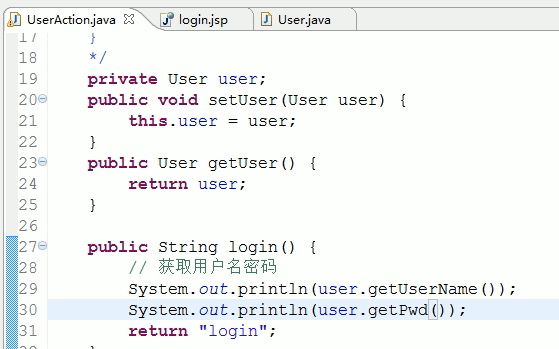 UserAction.java login.jsp User.java
17 }
18 */
19 private User user;
20 public void setUser(User user) {
21 this.user = user;
22 }
23 public User getUser() {
24 return user;
25 }
26
27 public String login() {
28 // 获取用户名密码
29 System.out.println(user.getUserName());
30 System.out.println(user.getPwd());
31 return "login";